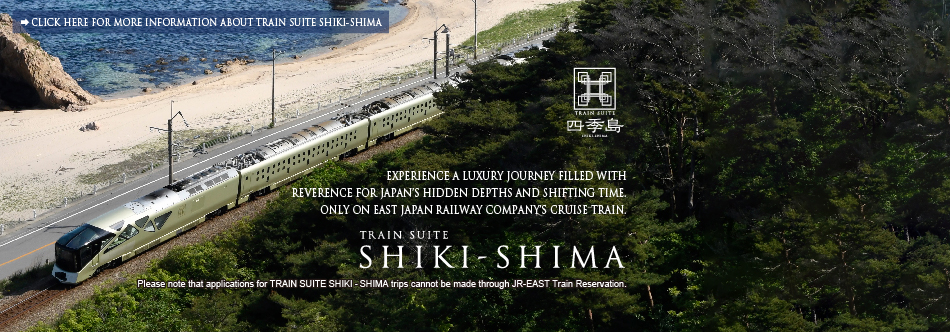 ➡ CLICK HERE FOR MORE INFORMATION ABOUT TRAIN SUITE SHIKI-SHIMA
TRAIN SUITE
四季島
SHIKI-SHIMA
EXPERIENCE A LUXURY JOURNEY FILLED WITH
REVERENCE FOR JAPAN'S HIDDEN DEPTHS AND SHIFTING TIME.
ONLY ON EAST JAPAN RAILWAY COMPANY'S CRUISE TRAIN.
TRAIN SUITE
SHIKI-SHIMA
Please note that applications for TRAIN SUITE SHIKI - SHIMA trips cannot be made through JR-EAST Train Reservation.